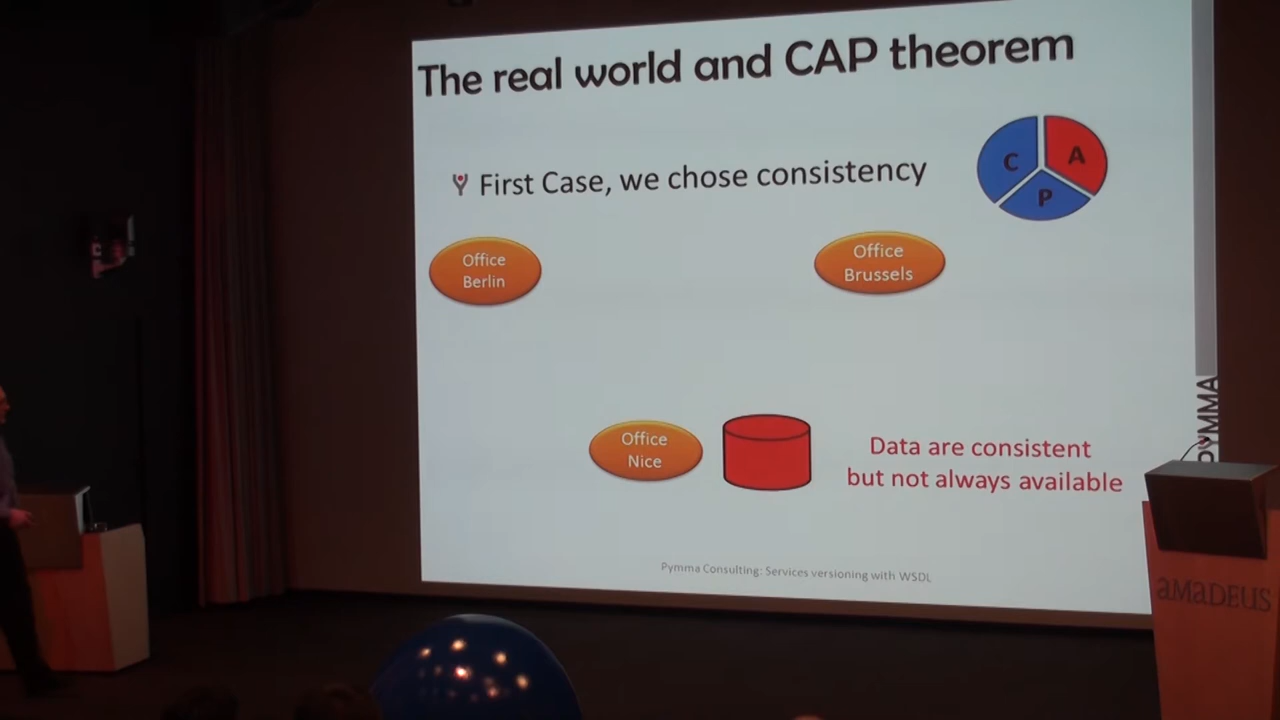 The real world and CAP theorem
First Case, we chose consistency
C
A
P
Office
Berlin
Office
Brussels
Office
Nice
Data are consistent
but not always available
Pymma Consulting: Services versioning with WSDL
PYMMA
aMaDEUS